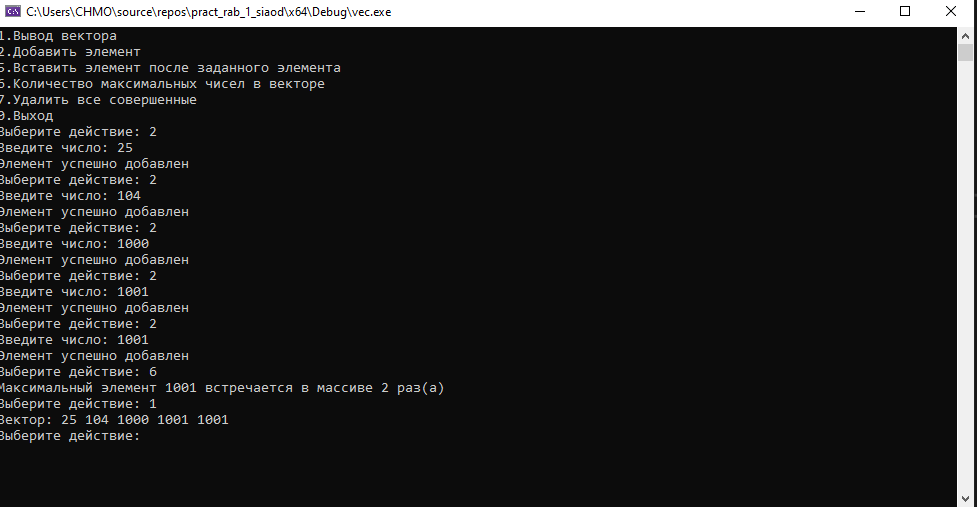 C:\Users\CHMO\source\repos\pract_rab_1_siaod\x64\Debug\vec.exe
1.Вывод вектора
2.Добавить элемент
5.Вставить элемент после заданного элемента
6.Количество максимальных чисел в векторе
7.Удалить все совершенные
0.Выход
Выберите действие: 2
Введите число: 25
Элемент успешно добавлен
Выберите действие: 2
Введите число: 104
Элемент успешно добавлен
Выберите действие: 2
Введите число: 1000
Элемент успешно добавлен
Выберите действие: 2
Введите число: 1001
Элемент успешно добавлен
Выберите действие: 2
Введите число: 1001
Элемент успешно добавлен
Выберите действие: 6
Максимальный элемент 1001 встречается в массиве 2 раз(а)
Выберите действие: 1
Вектор: 25 104 1000 1001 1001
Выберите действие: